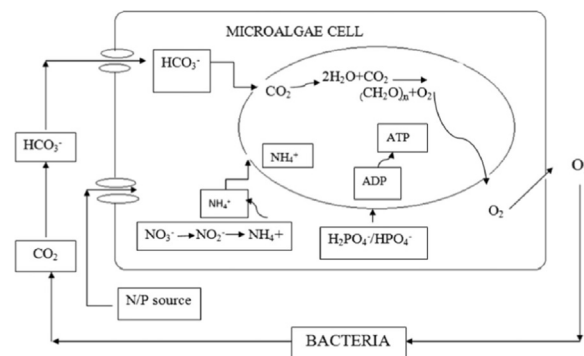 MICROALGAE CELL
HCO₃⁻
CO₂
2H₂O+CO₂
(CH₂O)ₙ+O₂
ATP
ADP
NH₄⁺
NH₄⁺
NO₃⁻ NO₂⁻ NH₄+
H₂PO₄⁻/HPO₄⁻
O₂
O
HCO₃⁻
CO₂
N/P source
BACTERIA